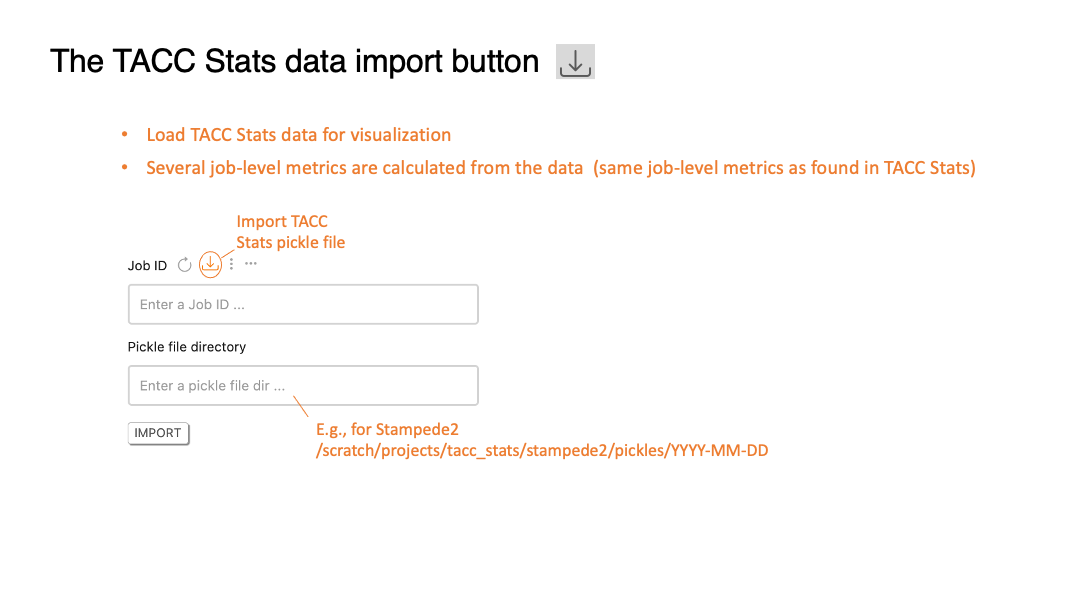 The TACC Stats data import button
• Load TACC Stats data for visualization
• Several job-level metrics are calculated from the data (same job-level metrics as found in TACC Stats)
Import TACC
Stats pickle file
Job ID
Enter a Job ID ...
Pickle file directory
Enter a pickle file dir ...
IMPORT
E.g., for Stampede2
/scratch/projects/tacc_stats/stampede2/pickles/YYYY-MM-DD